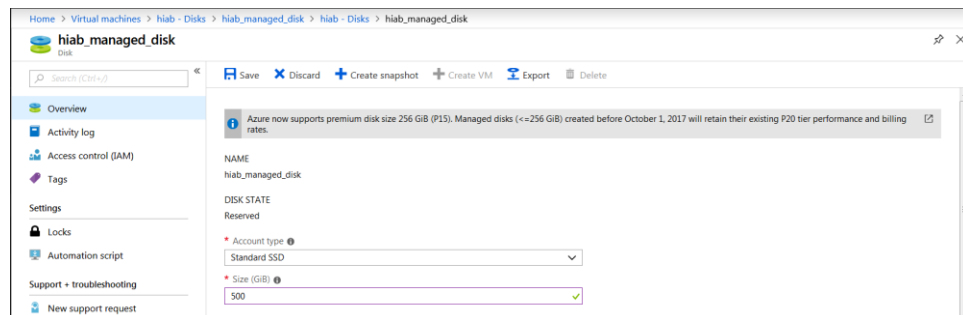 Home > Virtual machines > hiab - Disks > hiab_managed_disk > hiab - Disks > hiab_managed_disk
hiab_managed_disk
Disk
Search (Ctrl+/)
Overview
Activity log
Access control (IAM)
Tags
Settings
Locks
Automation script
Support + troubleshooting
New support request
Save Discard Create snapshot Create VM Export Delete
Azure now supports premium disk size 256 GiB (P15). Managed disks (<=256 GiB) created before October 1, 2017 will retain their existing P20 tier performance and billing
rates.
NAME
hiab_managed_disk
DISK STATE
Reserved
* Account type
Standard SSD
* Size (GiB)
500